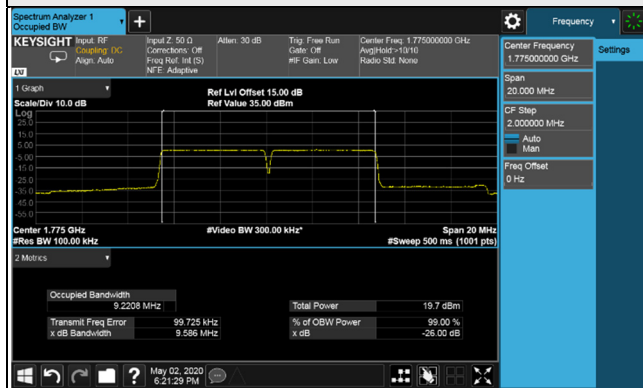 Spectrum Analyzer 1
Occupied BW
Frequency
KEYSIGHT
Input: RF
Coupling: DC
Align: Auto
Input Z: 50 Ω
Corrections: Off
Freq Ref: Int (S)
NFE: Adaptive
Atten: 30 dB
Trig: Free Run
Gate: Off
#IF Gain: Low
Center Freq: 1.775000000 GHz
Avg|Hold:>10/10
Radio Std: None
LXI
1 Graph
Scale/Div 10.0 dB
Ref Lvl Offset 15.00 dB
Ref Value 35.00 dBm
Log
25.0
15.0
5.00
-5.00
-15.0
-25.0
-35.0
-45.0
-55.0
Center 1.775 GHz
#Res BW 100.00 kHz
#Video BW 300.00 kHz*
Span 20 MHz
#Sweep 500 ms (1001 pts)
2 Metrics
Occupied Bandwidth
9.2208 MHz
Total Power
19.7 dBm
Transmit Freq Error
99.725 kHz
% of OBW Power
99.00 %
x dB Bandwidth
9.586 MHz
x dB
-26.00 dB
Center Frequency
1.775000000 GHz
Settings
Span
20.000 MHz
CF Step
2.000000 MHz
Auto
Man
Freq Offset
0 Hz
?
May 02, 2020
6:21:29 PM